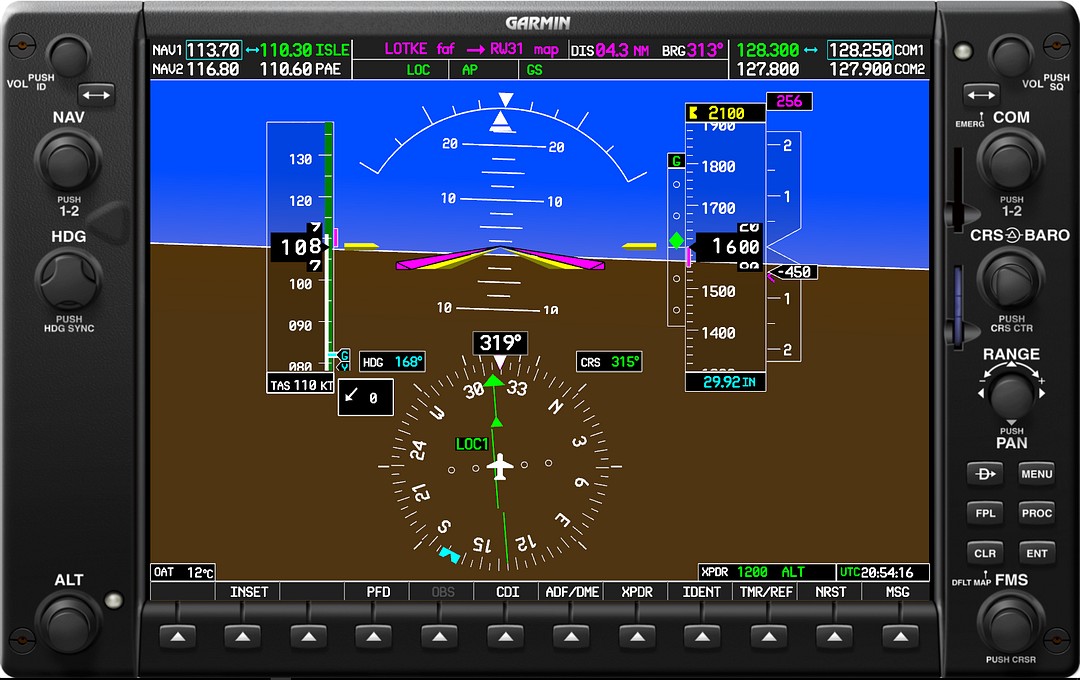 GARMIN
NAV1 113.70 ↔ 110.30 ISLE LOTKE faf → RW31 map DIS 04.3 NM BRG 313° 128.300 ↔ 128.250 COM1
NAV2 116.80 110.60 PAE LOC AP GS 127.800 127.900 COM2
VOL PUSH ID
VOL PUSH SQ
NAV
EMERG COM
PUSH
1-2
PUSH
1-2
HDG
CRS BARO
PUSH
HDG SYNC
PUSH
CRS CTR
RANGE
- +
PUSH
PAN
256
2100
1900
20 20
130
G
1800
2
120
10 10
1700
1
7
108
7
20
1600
80
-450
100
1500
1
090
10 10
1400
2
080
G
Y
319°
HDG 168°
CRS 315°
TAS 110 KT
29.92 IN
0
30 33
W N
24 3
LOC1
21 6
S E
15 12
D MENU
FPL PROC
CLR ENT
DFLT MAP FMS
PUSH CRSR
ALT
OAT 12°C
XPDR 1200 ALT UTC 20:54:16
INSET PFD OBS CDI ADF/DME XPDR IDENT TMR/REF NRST MSG